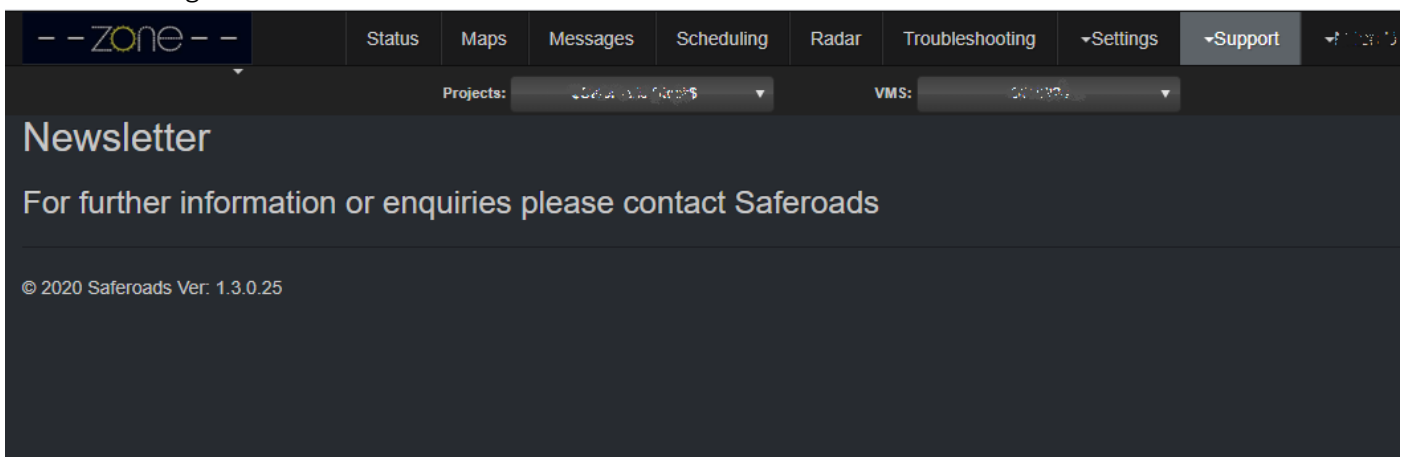 --zone-- Status Maps Messages Scheduling Radar Troubleshooting Settings Support
Projects: VMS:
Newsletter
For further information or enquiries please contact Saferoads
© 2020 Saferoads Ver: 1.3.0.25